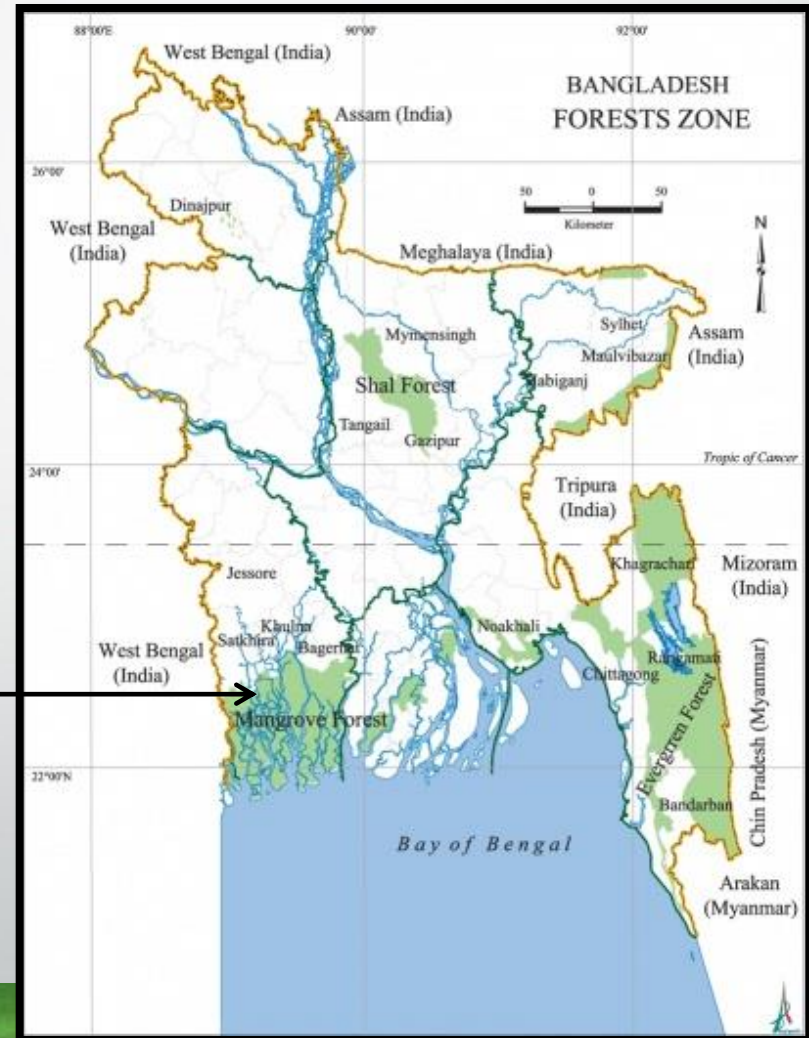 88°00'E
90°00'
92°00'
West Bengal (India)
BANGLADESH
FORESTS ZONE
Assam (India)
26°00'
50 0 50
Kilometer
Dinajpur
N
West Bengal
(India)
Meghalaya (India)
Sylhet
Mymensingh
Assam
(India)
Maulvibazar
Habiganj
Shal Forest
Tangail
Gazipur
Tropic of Cancer
24°00'
Tripura
(India)
Khagrachari
Mizoram
(India)
Jessore
Khulna
Satkhira
Bagerhat
Noakhali
West Bengal
(India)
Rangamati
Chittagong
Mangrove Forest
Evergrren Forest
Chin Pradesh (Myanmar)
22°00'N
Bandarban
Bay of Bengal
Arakan
(Myanmar)